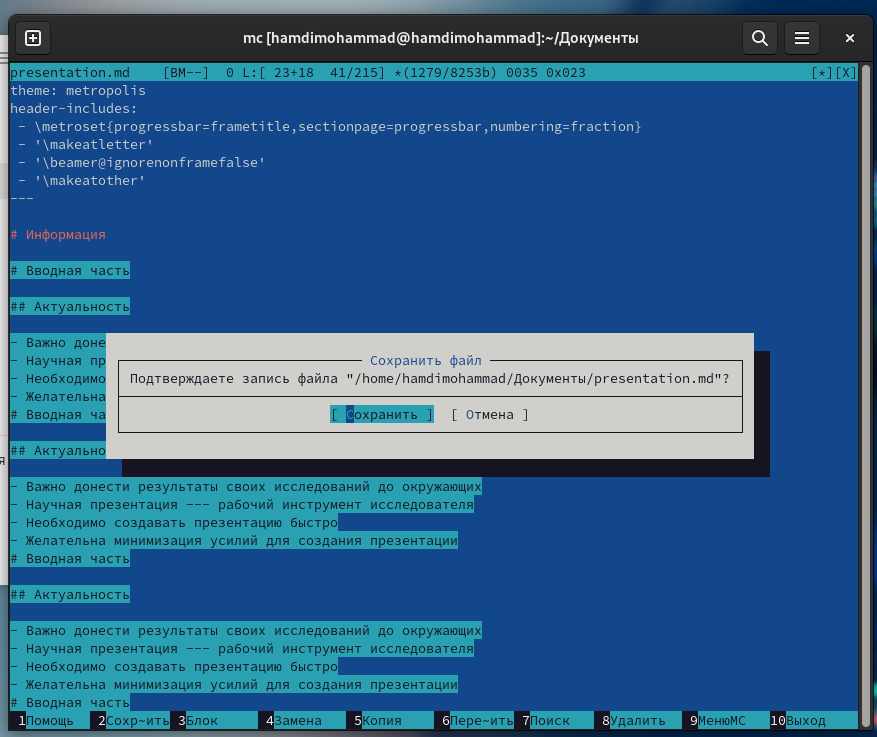 mc [hamdimohammad@hamdimohammad]:~/Документы
presentation.md    [BM--]  0 L:[ 23+18  41/215] *(1279/8253b) 0035 0x023    [*][X]
theme: metropolis
header-includes:
 - \metroset{progressbar=frametitle,sectionpage=progressbar,numbering=fraction}
 - '\makeatletter'
 - '\beamer@ignorenonframefalse'
 - '\makeatother'
---
# Информация
# Вводная часть
## Актуальность
- Важно доне
- Научная пр
- Необходимо
- Желательна
# Вводная ча
## Актуально
Сохранить файл
Подтверждаете запись файла "/home/hamdimohammad/Документы/presentation.md"?
[ Сохранить ]  [ Отмена ]
- Важно донести результаты своих исследований до окружающих
- Научная презентация --- рабочий инструмент исследователя
- Необходимо создавать презентацию быстро
- Желательна минимизация усилий для создания презентации
# Вводная часть
## Актуальность
- Важно донести результаты своих исследований до окружающих
- Научная презентация --- рабочий инструмент исследователя
- Необходимо создавать презентацию быстро
- Желательна минимизация усилий для создания презентации
# Вводная часть
1Помощь 2Сохр~ить 3Блок 4Замена 5Копия 6Пере~ить 7Поиск 8Удалить 9МенюMC 10Выход